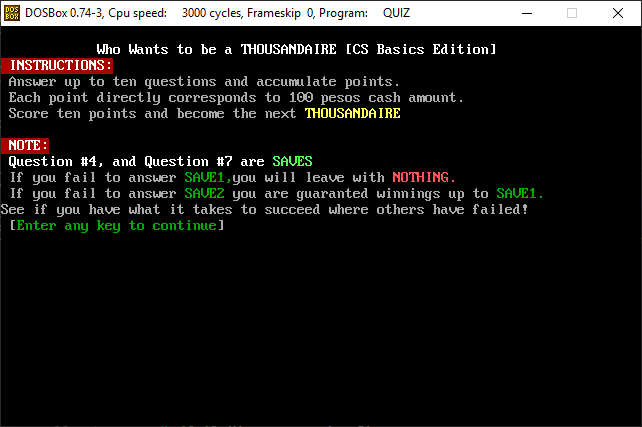 DOSBox 0.74-3, Cpu speed: 3000 cycles, Frameskip 0, Program: QUIZ
Who Wants to be a THOUSANDAIRE [CS Basics Edition]
INSTRUCTIONS:
Answer up to ten questions and accumulate points.
Each point directly corresponds to 100 pesos cash amount.
Score ten points and become the next THOUSANDAIRE
NOTE:
Question #4, and Question #7 are SAVES
If you fail to answer SAVE1,you will leave with NOTHING.
If you fail to answer SAVE2 you are guaranted winnings up to SAVE1.
See if you have what it takes to succeed where others have failed!
[Enter any key to continue]